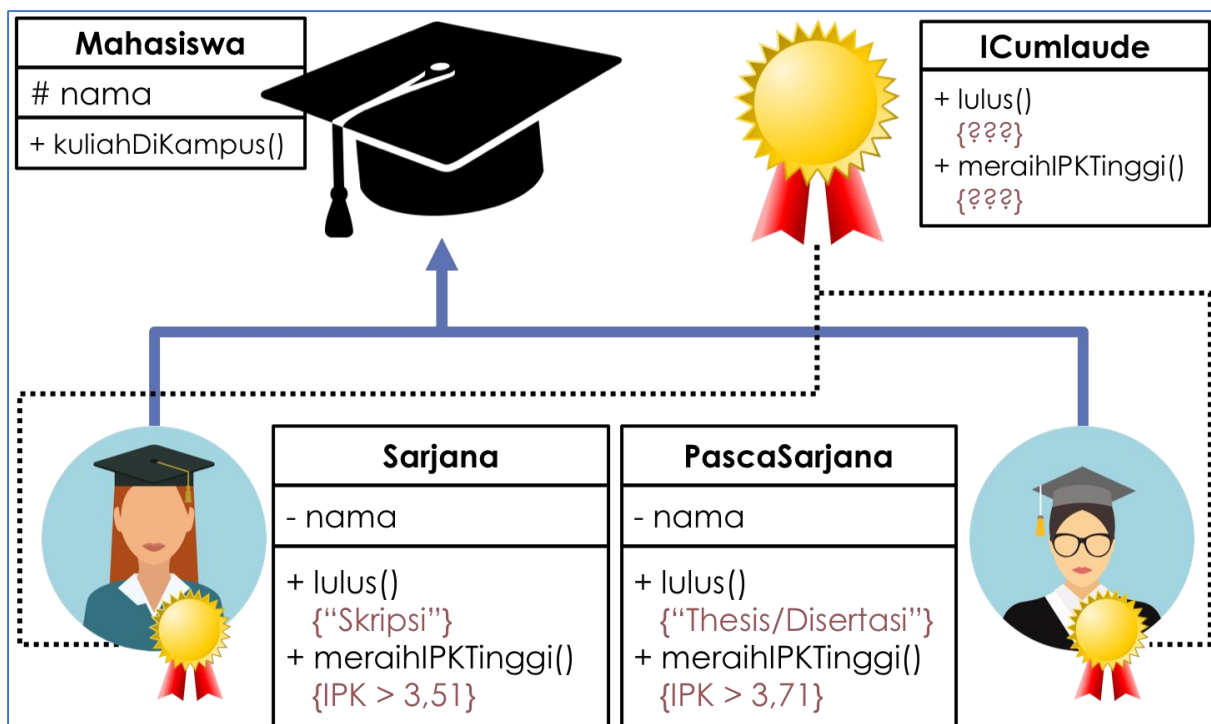 Mahasiswa
# nama
+ kuliahDiKampus()
ICumlaude
+ lulus()
{???}
+ meraihIPKTinggi()
{???}
Sarjana
- nama
+ lulus()
{“Skripsi”}
+ meraihIPKTinggi()
{IPK > 3,51}
PascaSarjana
- nama
+ lulus()
{“Thesis/Disertasi”}
+ meraihIPKTinggi()
{IPK > 3,71}